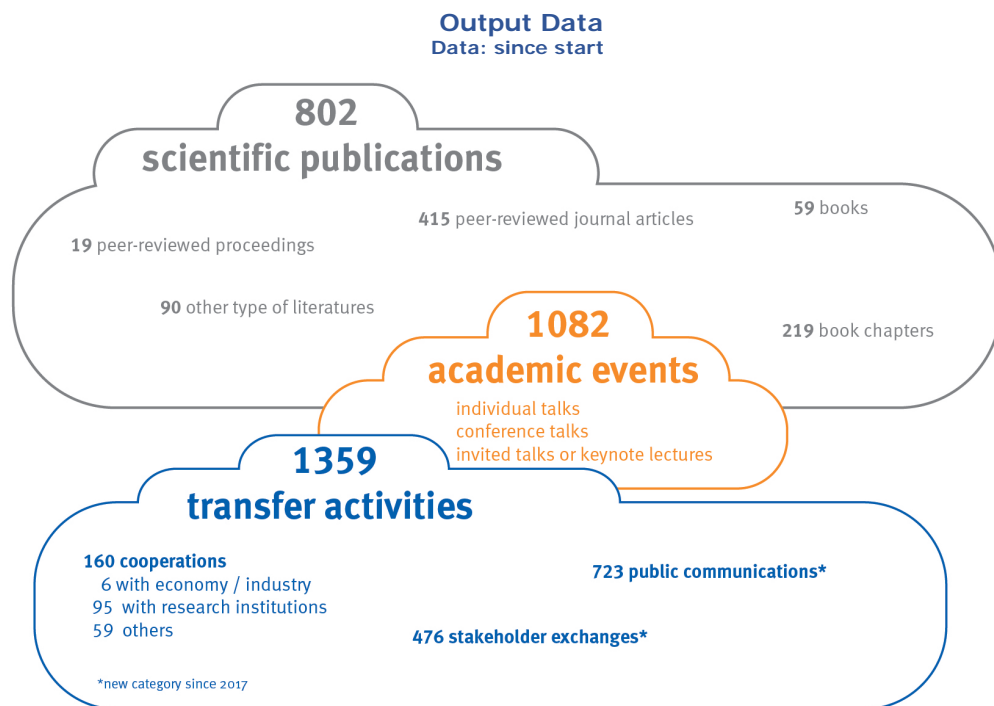 Output Data
Data: since start
802
scientific publications
59 books
415 peer-reviewed journal articles
19 peer-reviewed proceedings
90 other type of literatures
219 book chapters
1082
academic events
individual talks
conference talks
invited talks or keynote lectures
1359
transfer activities
160 cooperations
6 with economy / industry
95 with research institutions
59 others
723 public communications*
476 stakeholder exchanges*
*new category since 2017